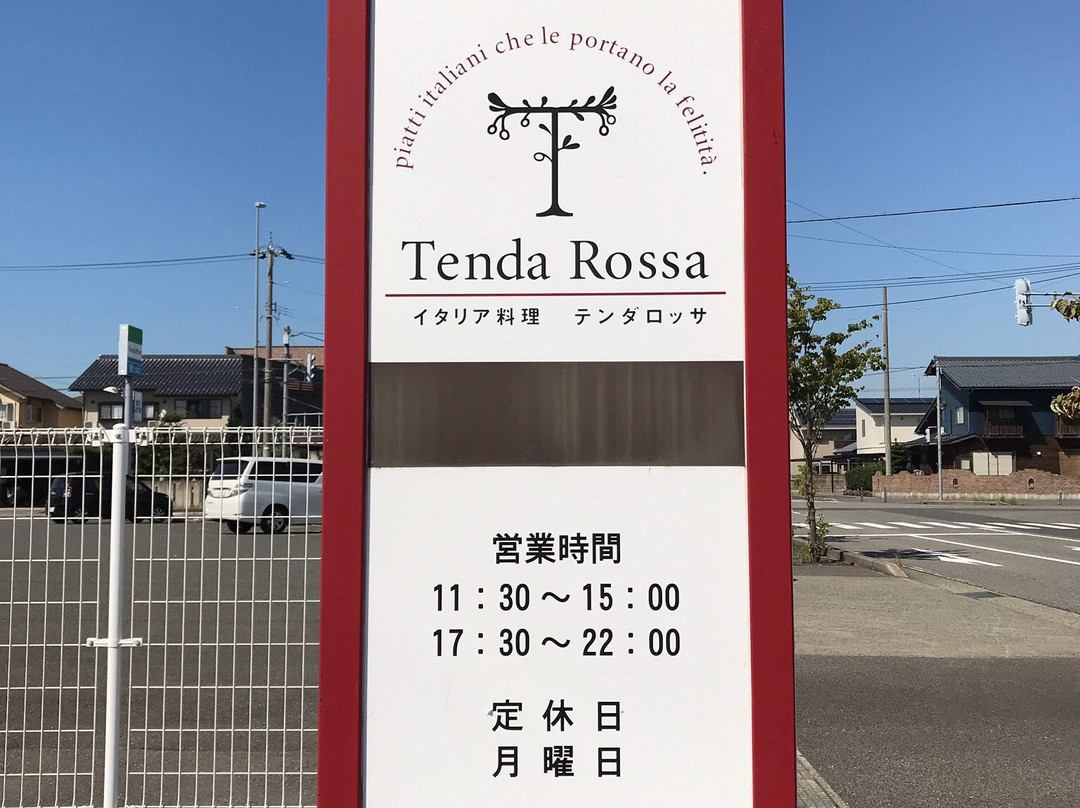 piatti italiani che le portano la felitità.
Tenda Rossa
イタリア料理 テンダロッサ
営業時間
11：30～15：00
17：30～22：00
定休日
月曜日